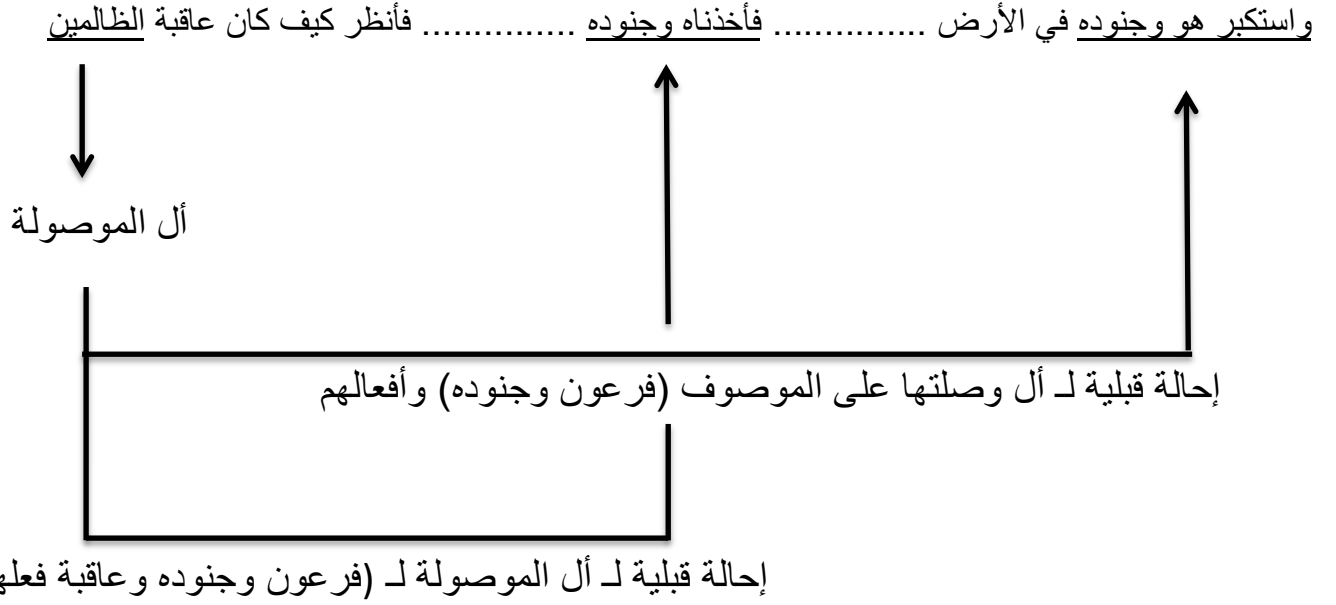 واستكبر هو وجنوده في الأرض ............... فأخذناه وجنوده .............. فأنظر كيف كان عاقبة الظالمين
أل الموصولة
إحالة قبلية لـ أل وصلتها على الموصوف (فرعون وجنوده) وأفعالهم
إحالة قبلية لـ أل الموصولة لـ (فرعون وجنوده وعاقبة